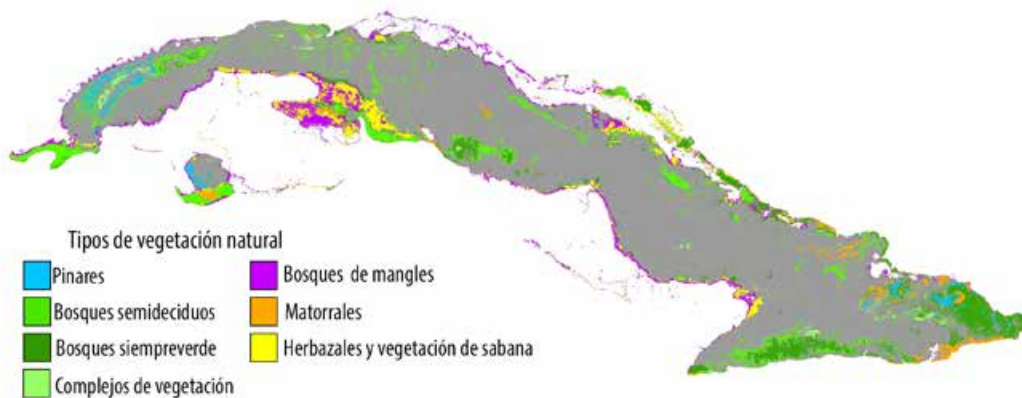 Tipos de vegetación natural
Pinares
Bosques semideciduos
Bosques siempreverde
Complejos de vegetación
Bosques de mangles
Matorrales
Herbazales y vegetación de sabana